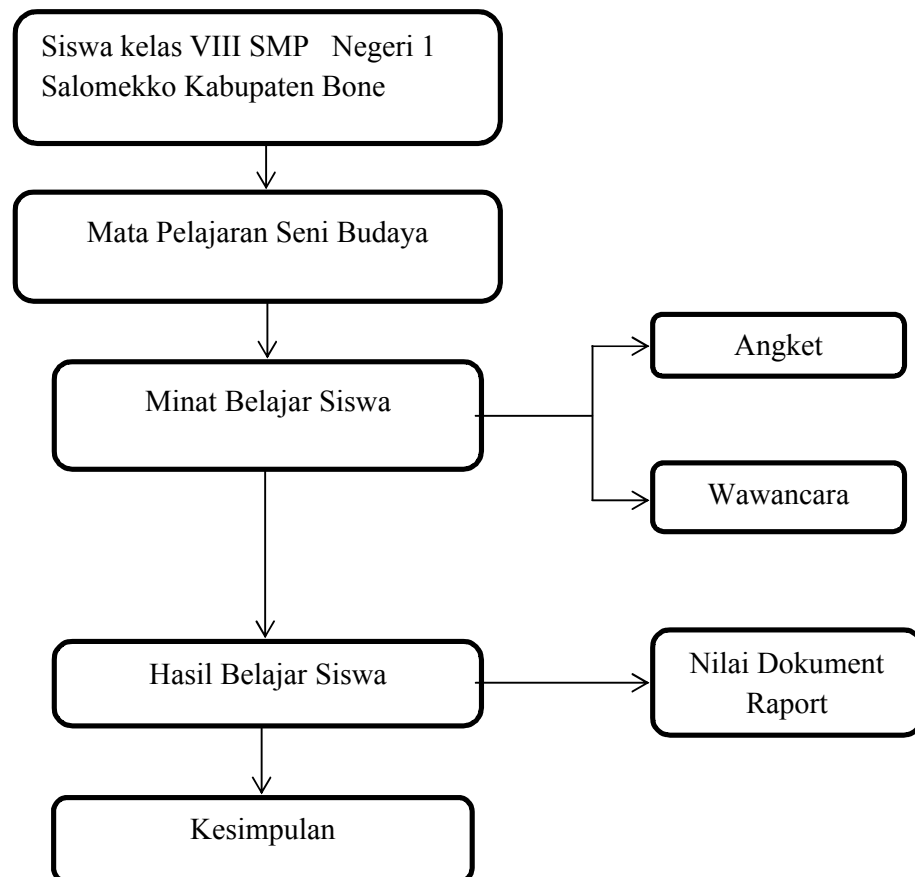 Siswa kelas VIII SMP Negeri 1
Salomekko Kabupaten Bone
Mata Pelajaran Seni Budaya
Minat Belajar Siswa
Angket
Wawancara
Hasil Belajar Siswa
Nilai Dokument
Raport
Kesimpulan